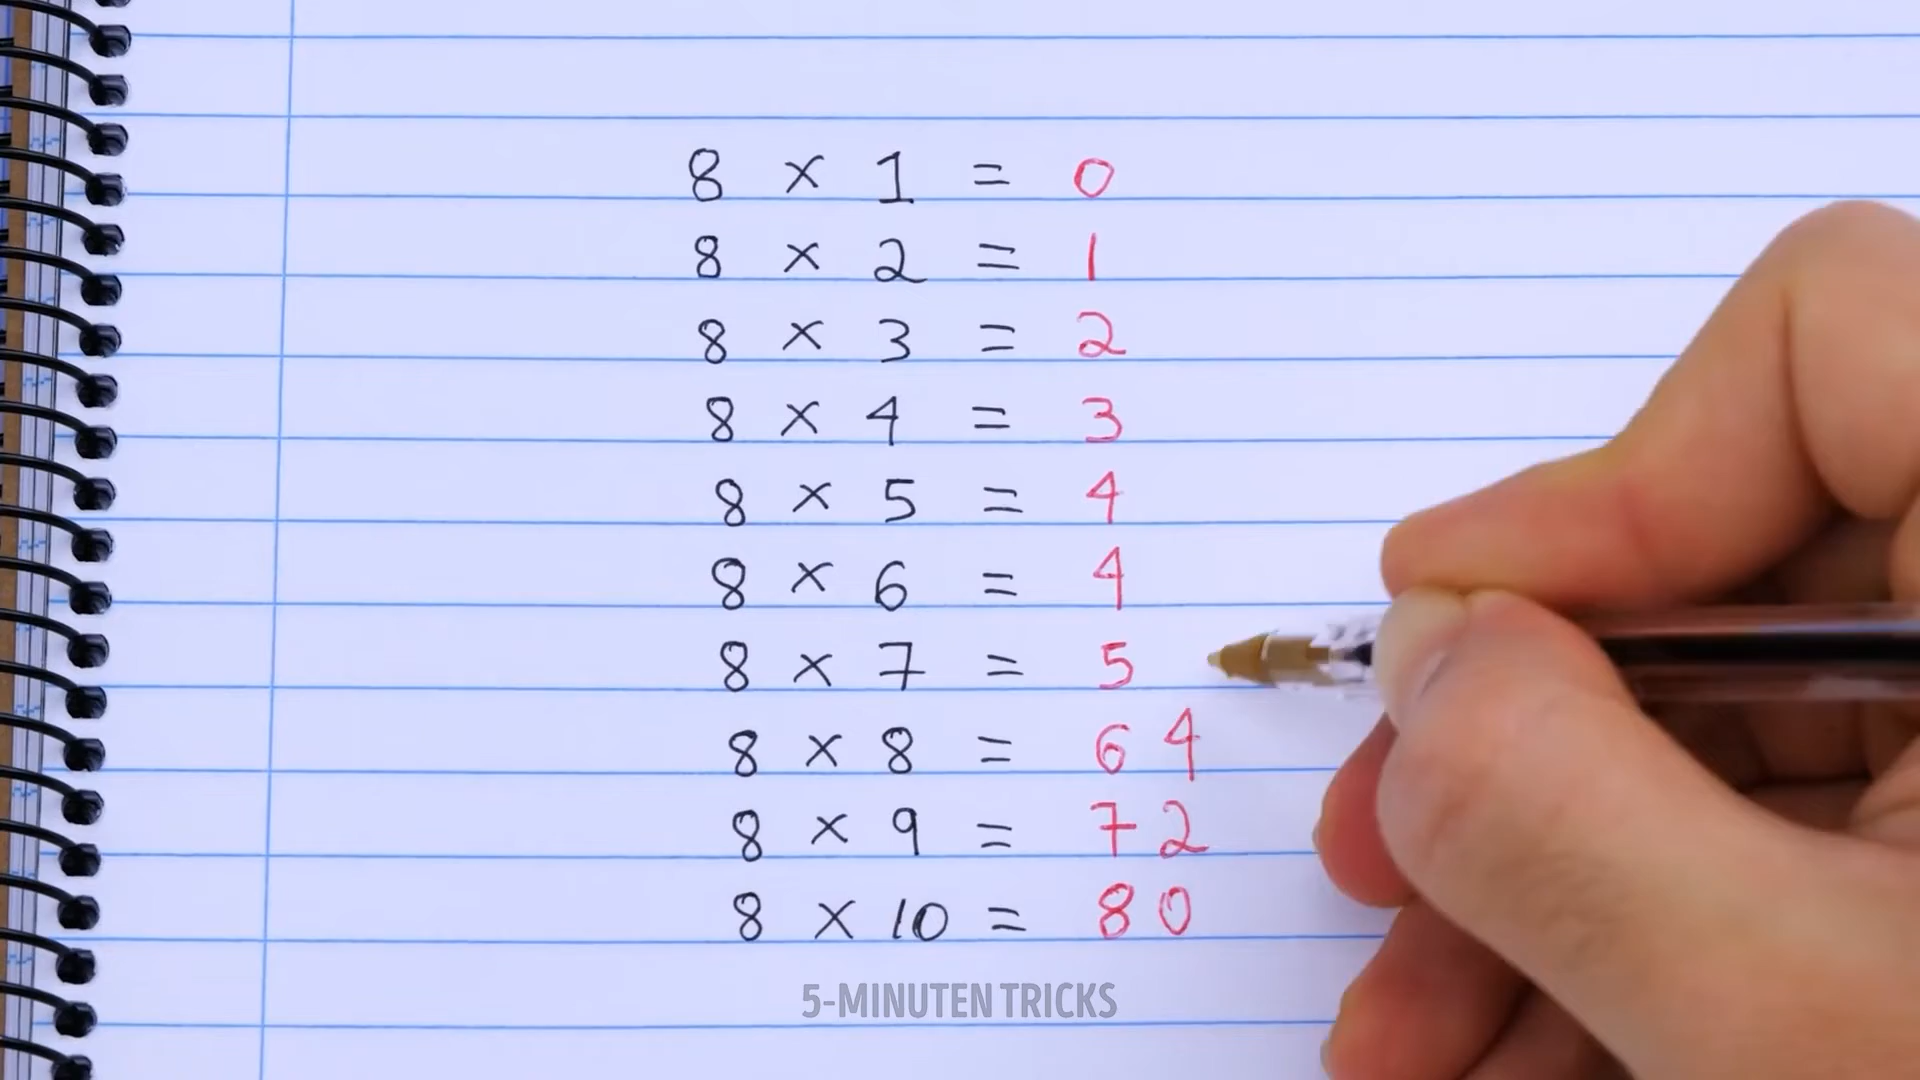 8 × 1 = 0
8 × 2 = 1
8 × 3 = 2
8 × 4 = 3
8 × 5 = 4
8 × 6 = 4
8 × 7 = 5
8 × 8 = 64
8 × 9 = 72
8 × 10 = 80
5-MINUTEN TRICKS